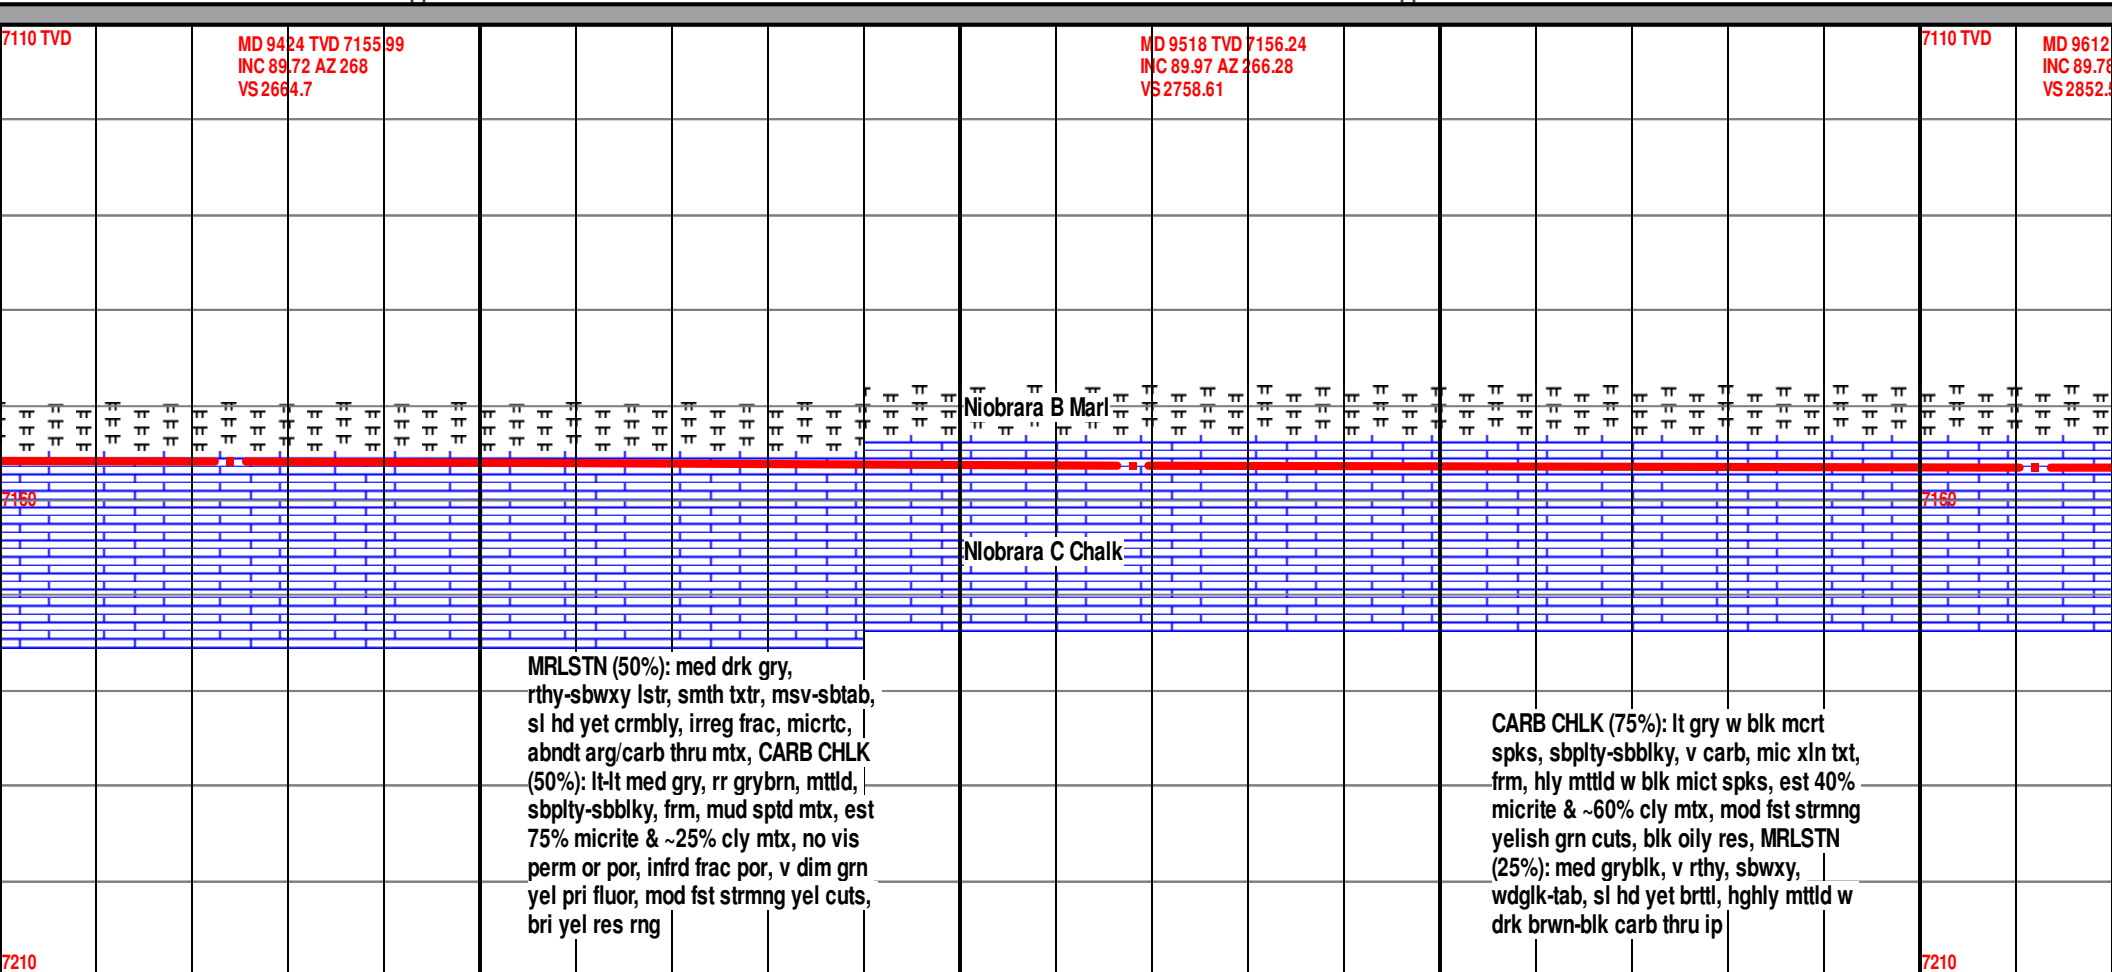 7110 TVD
MD 9424 TVD 7155.99
INC 89.72 AZ 268
VS 2664.7
MD 9518 TVD 7156.24
INC 89.97 AZ 266.28
VS 2758.61
7110 TVD
MD 9612
INC 89.78
VS 2852.
Niobrara B Marl
7160
7160
NIobrara C Chalk
MRLSTN (50%): med drk gry,
rthy-sbwxy lstr, smth txtr, msv-sbtab,
sl hd yet crmbly, irreg frac, micrtc,
abndt arg/carb thru mtx, CARB CHLK
(50%): lt-lt med gry, rr grybrn, mttld,
sbplty-sbblky, frm, mud sptd mtx, est
75% micrite & ~25% cly mtx, no vis
perm or por, infrd frac por, v dim grn
yel pri fluor, mod fst strmng yel cuts,
bri yel res rng
CARB CHLK (75%): lt gry w blk mcrt
spks, sbplty-sbblky, v carb, mic xln txt,
frm, hly mttld w blk mict spks, est 40%
micrite & ~60% cly mtx, mod fst strmng
yelish grn cuts, blk oily res, MRLSTN
(25%): med gryblk, v rthy, sbwxy,
wdglk-tab, sl hd yet brttl, hghly mttld w
drk brwn-blk carb thru ip
7210
7210